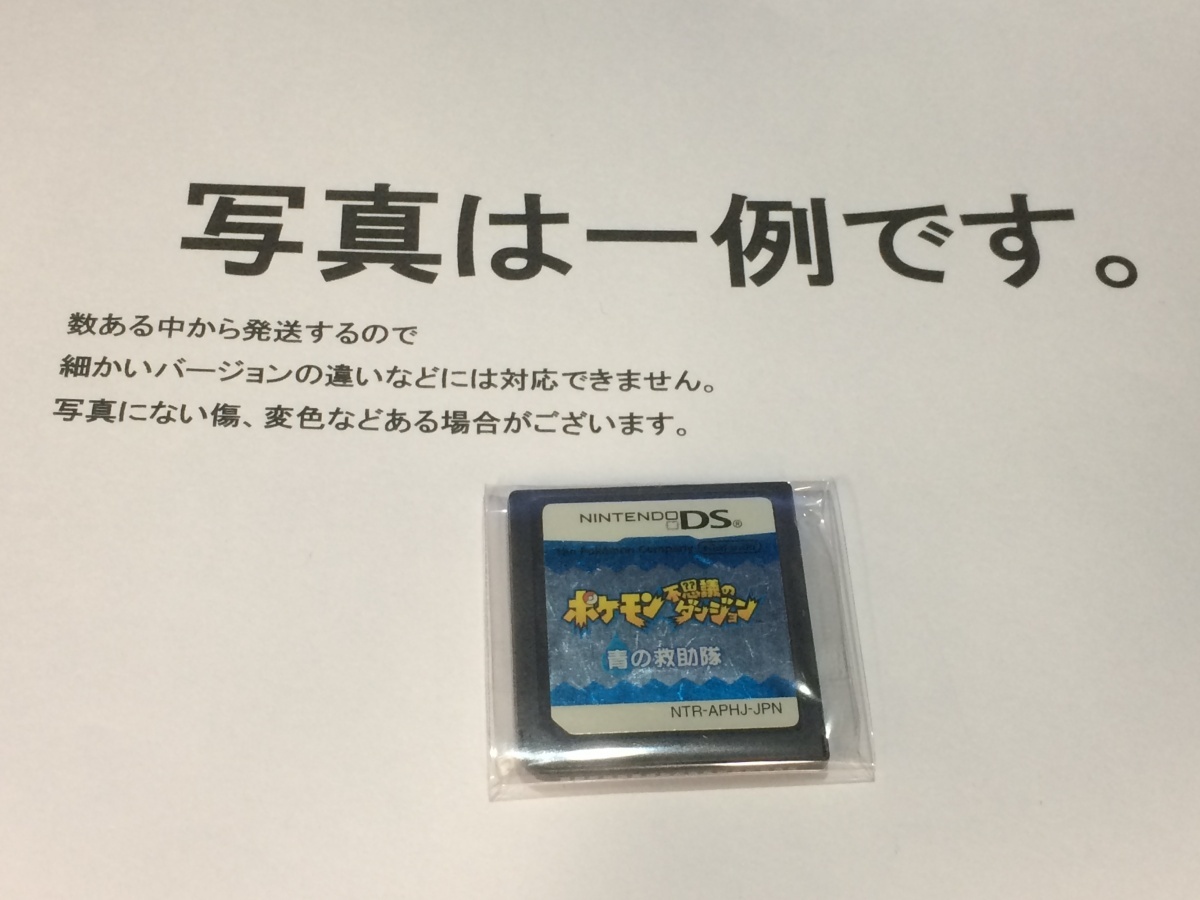 写真は一例です。
数ある中から発送するので
細かいバージョンの違いなどには対応できません。
写真にない傷、変色などある場合がございます。
NINTENDO DS®
The Pokémon Company Nintendo
ポケモン不思議のダンジョン
青の救助隊
NTR-APHJ-JPN